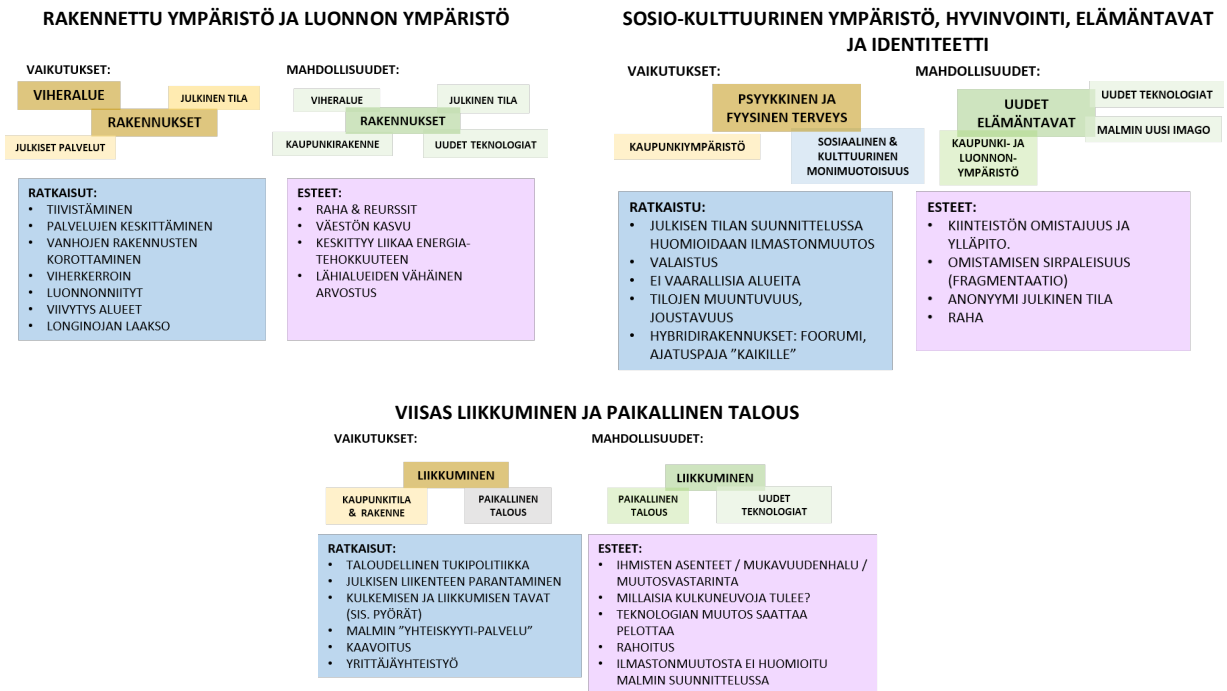 RAKENNETTU YMPÄRISTÖ JA LUONNON YMPÄRISTÖ
VAIKUTUKSET:
VIHERALUE
JULKINEN TILA
RAKENNUKSET
JULKISET PALVELUT
MAHDOLLISUUDET:
VIHERALUE
JULKINEN TILA
RAKENNUKSET
KAUPUNKIRAKENNE
UUDET TEKNOLOGIAT
RATKAISUT:
• TIIVISTÄMINEN
• PALVELUJEN KESKITTÄMINEN
• VANHOJEN RAKENNUSTEN
KOROTTAMINEN
• VIHERKERROIN
• LUONNONNIITYT
• VIIVYTYS ALUEET
• LONGINOJAN LAAKSO
ESTEET:
• RAHA & REURSSIT
• VÄESTÖN KASVU
• KESKITTYY LIIKAA ENERGIA-
TEHOKKUUTEEN
• LÄHIALUEIDEN VÄHÄINEN
ARVOSTUS
SOSIO-KULTTUURINEN YMPÄRISTÖ, HYVINVOINTI, ELÄMÄNTAVAT
JA IDENTITEETTI
VAIKUTUKSET:
PSYYKKINEN JA
FYYSINEN TERVEYS
KAUPUNKIYMPÄRISTÖ
SOSIAALINEN &
KULTTUURINEN
MONIMUOTOISUUS
MAHDOLLISUUDET:
UUDET TEKNOLOGIAT
UUDET
ELÄMÄNTAVAT
MALMIN UUSI IMAGO
KAUPUNKI- JA
LUONNON-
YMPÄRISTÖ
RATKAISTU:
• JULKISEN TILAN SUUNNITTELUSSA
HUOMIOIDAAN ILMASTONMUUTOS
• VALAISTUS
• EI VAARALLISIA ALUEITA
• TILOJEN MUUNTUVUUS,
JOUSTAVUUS
• HYBRIDIRAKENNUKSET: FOORUMI,
AJATUSPAJA ”KAIKILLE”
ESTEET:
• KIINTEISTÖN OMISTAJUUS JA
YLLÄPITO.
• OMISTAMISEN SIRPALEISUUS
(FRAGMENTAATIO)
• ANONYYMI JULKINEN TILA
• RAHA
VIISAS LIIKKUMINEN JA PAIKALLINEN TALOUS
VAIKUTUKSET:
LIIKKUMINEN
KAUPUNKITILA
& RAKENNE
PAIKALLINEN
TALOUS
MAHDOLLISUUDET:
LIIKKUMINEN
PAIKALLINEN
TALOUS
UUDET
TEKNOLOGIAT
RATKAISUT:
• TALOUDELLINEN TUKIPOLITIIKKA
• JULKISEN LIIKENTEEN PARANTAMINEN
• KULKEMISEN JA LIIKKUMISEN TAVAT
(SIS. PYÖRÄT)
• MALMIN ”YHTEISKYYTI-PALVELU”
• KAAVOITUS
• YRITTÄJÄYHTEISTYÖ
ESTEET:
• IHMISTEN ASENTEET / MUKAVUUDENHALU /
MUUTOSVASTARINTA
• MILLAISIA KULKUNEUVOJA TULEE?
• TEKNOLOGIAN MUUTOS SAATTAA
PELOTTAA
• RAHOITUS
• ILMASTONMUUTOSTA EI HUOMIOITU
MALMIN SUUNNITTELUSSA